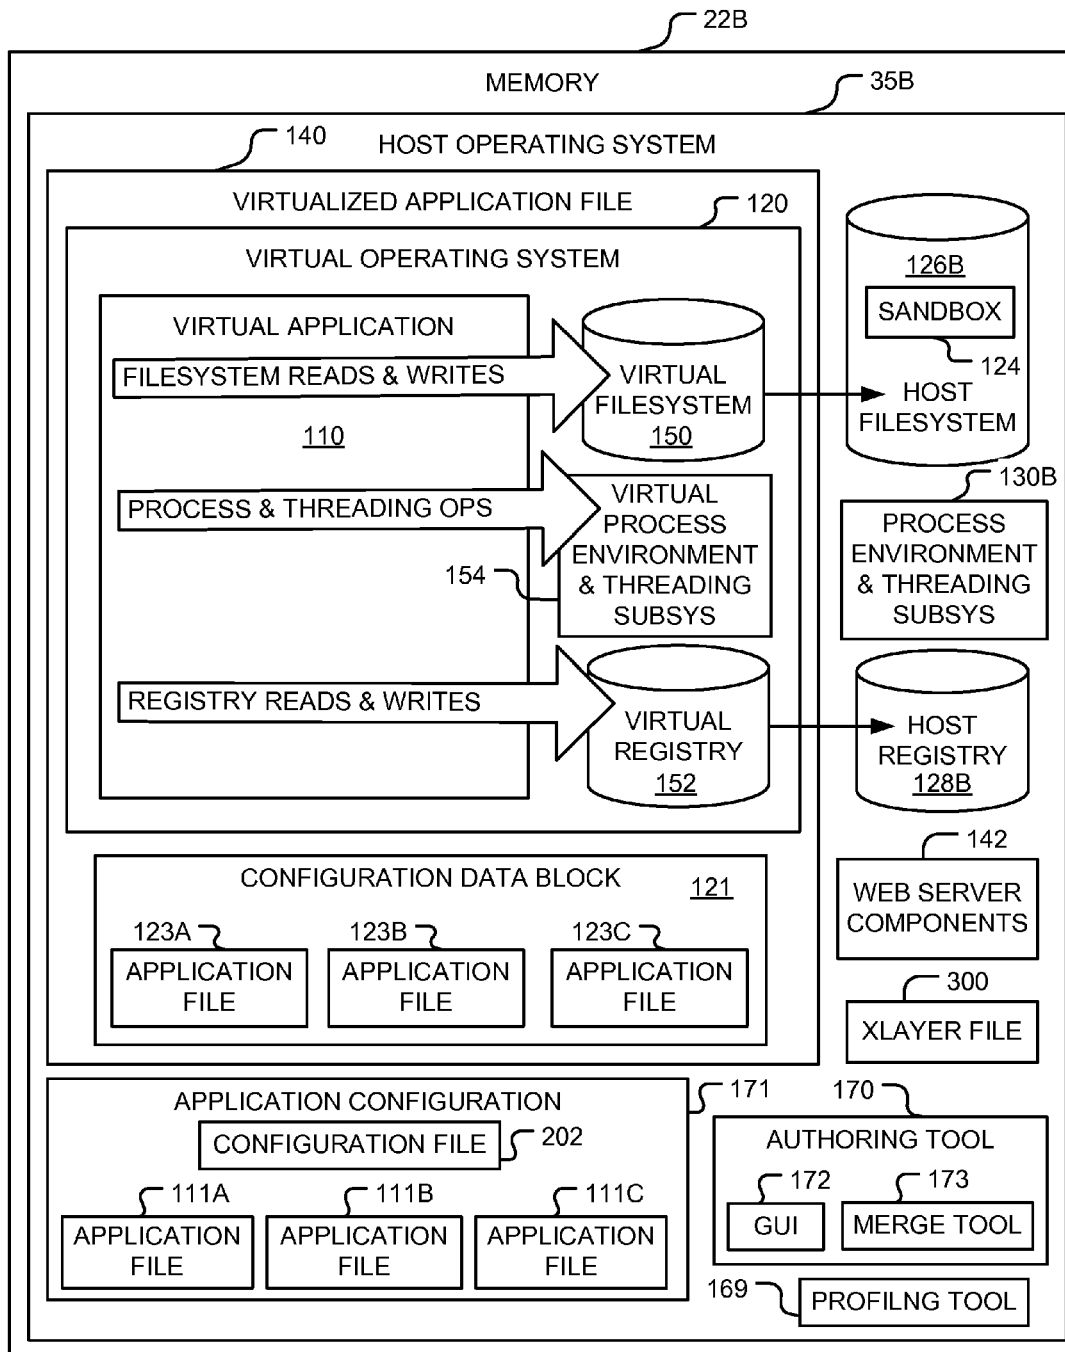 22B
MEMORY
35B
HOST OPERATING SYSTEM
140
VIRTUALIZED APPLICATION FILE
120
VIRTUAL OPERATING SYSTEM
VIRTUAL APPLICATION
FILESYSTEM READS & WRITES
110
PROCESS & THREADING OPS
REGISTRY READS & WRITES
VIRTUAL
FILESYSTEM
150
VIRTUAL
PROCESS
ENVIRONMENT
& THREADING
SUBSYS
154
VIRTUAL
REGISTRY
152
126B
SANDBOX
124
HOST
FILESYSTEM
130B
PROCESS
ENVIRONMENT
& THREADING
SUBSYS
HOST
REGISTRY
128B
142
WEB SERVER
COMPONENTS
300
XLAYER FILE
CONFIGURATION DATA BLOCK
121
123A
APPLICATION
FILE
123B
APPLICATION
FILE
123C
APPLICATION
FILE
APPLICATION CONFIGURATION
171
CONFIGURATION FILE
202
111A
APPLICATION
FILE
111B
APPLICATION
FILE
111C
APPLICATION
FILE
170
AUTHORING TOOL
172
GUI
173
MERGE TOOL
169
PROFILNG TOOL